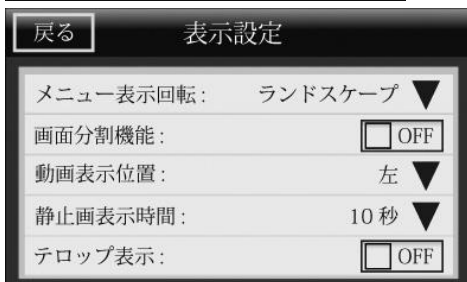 戻る 表示設定
メニュー表示回転: ランドスケープ ▼
画面分割機能: OFF
動画表示位置: 左 ▼
静止画表示時間: 10 秒 ▼
テロップ表示: OFF